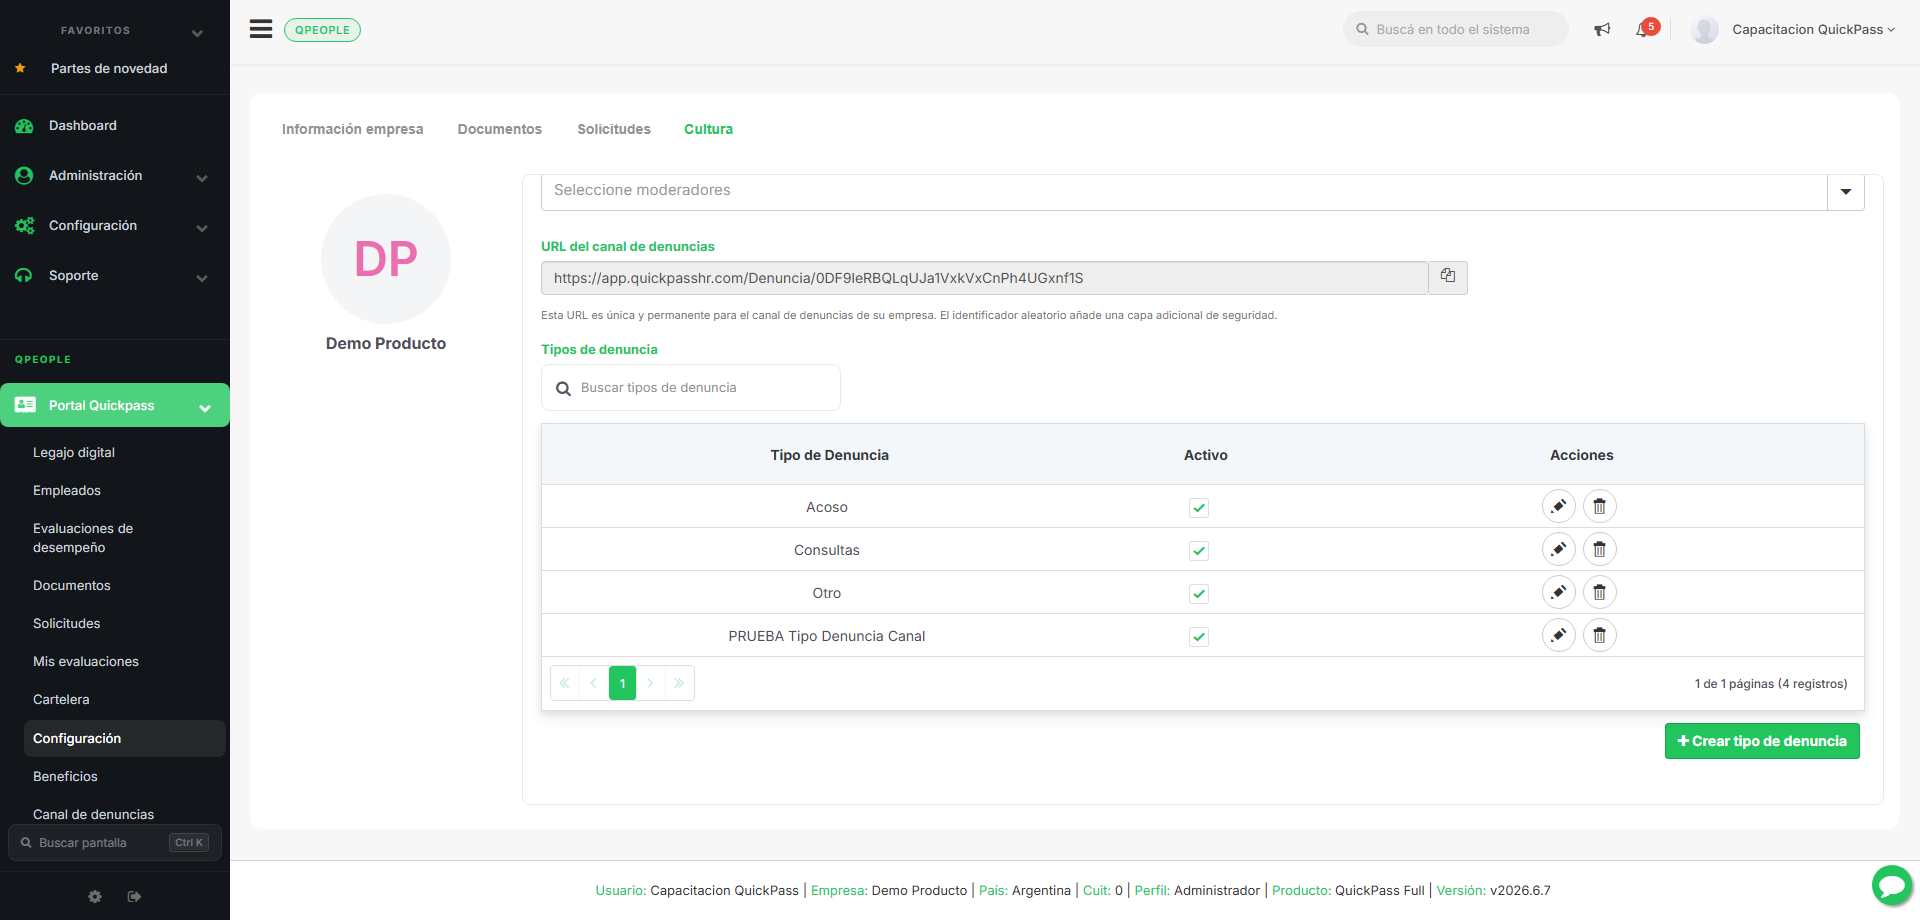 FAVORITOS
Partes de novedad
Dashboard
Administración
Configuración
Soporte
QPEOPLE
Portal Quickpass
Legajo digital
Empleados
Evaluaciones de
desempeño
Documentos
Solicitudes
Mis evaluaciones
Cartelera
Configuración
Beneficios
Canal de denuncias
Buscar pantalla
Ctrl K
QPEOPLE
Buscá en todo el sistema
5
Capacitacion QuickPass
Información empresa
Documentos
Solicitudes
Cultura
DP
Demo Producto
Seleccione moderadores
URL del canal de denuncias
https://app.quickpasshr.com/Denuncia/0DF9IeRBQLqUJa1VxkVxCnPh4UGxnf1S
Esta URL es única y permanente para el canal de denuncias de su empresa. El identificador aleatorio añade una capa adicional de seguridad.
Tipos de denuncia
Buscar tipos de denuncia
Tipo de Denuncia Activo Acciones
Acoso
Consultas
Otro
PRUEBA Tipo Denuncia Canal
1
1 de 1 páginas (4 registros)
Crear tipo de denuncia
Usuario: Capacitacion QuickPass | Empresa: Demo Producto | País: Argentina | Cuit: 0 | Perfil: Administrador | Producto: QuickPass Full | Versión: v2026.6.7